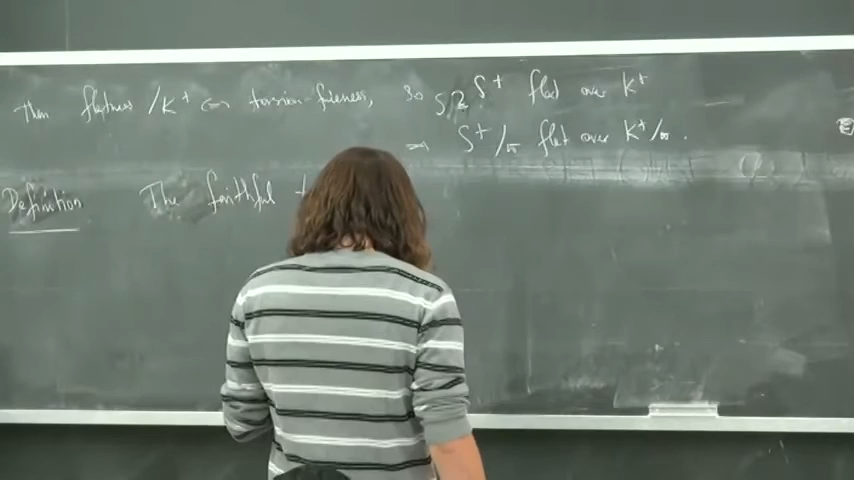 Then flatness /K⁺ ⇔ torsion-freeness, so S⁺ flat over K⁺
⇒ S⁺/π flat over K⁺/π.
Definition The faithful